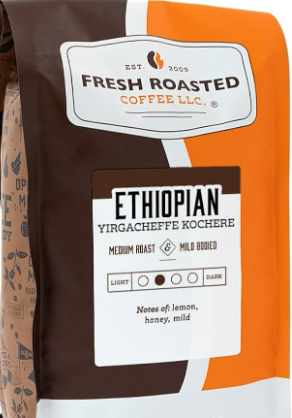 EST. 2009
FRESH ROASTED
COFFEE LLC. ®
ETHIOPIAN
YIRGACHEFFE KOCHERE
MEDIUM ROAST & MILD BODIED
LIGHT DARK
Notes of: lemon,
honey, mild